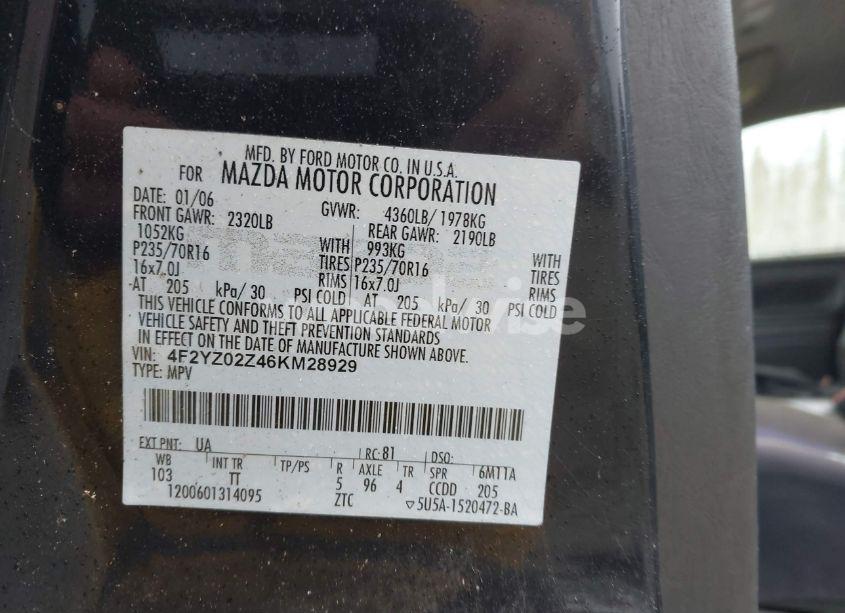 MFD. BY FORD MOTOR CO. IN U.S.A.
FOR MAZDA MOTOR CORPORATION
DATE: 01/06 GVWR: 4360LB/ 1978KG
FRONT GAWR: 2320LB REAR GAWR: 2190LB
1052KG WITH 993KG WITH
P235/70R16 TIRES P235/70R16 TIRES
16x7.0J RIMS 16x7.0J RIMS
AT 205 kPa/ 30 PSI COLD AT 205 kPa/ 30 PSI COLD
THIS VEHICLE CONFORMS TO ALL APPLICABLE FEDERAL MOTOR
VEHICLE SAFETY AND THEFT PREVENTION STANDARDS
IN EFFECT ON THE DATE OF MANUFACTURE SHOWN ABOVE.
VIN: 4F2YZ02Z46KM28929
TYPE: MPV
EXT PNT: UA RC: 81 DSO:
WB INT TR TP/PS R AXLE TR SPR 6M11A
103 TT 5 96 4 CCDD 205
1200601314095 ZTC ▽5U5A-1520472-BA